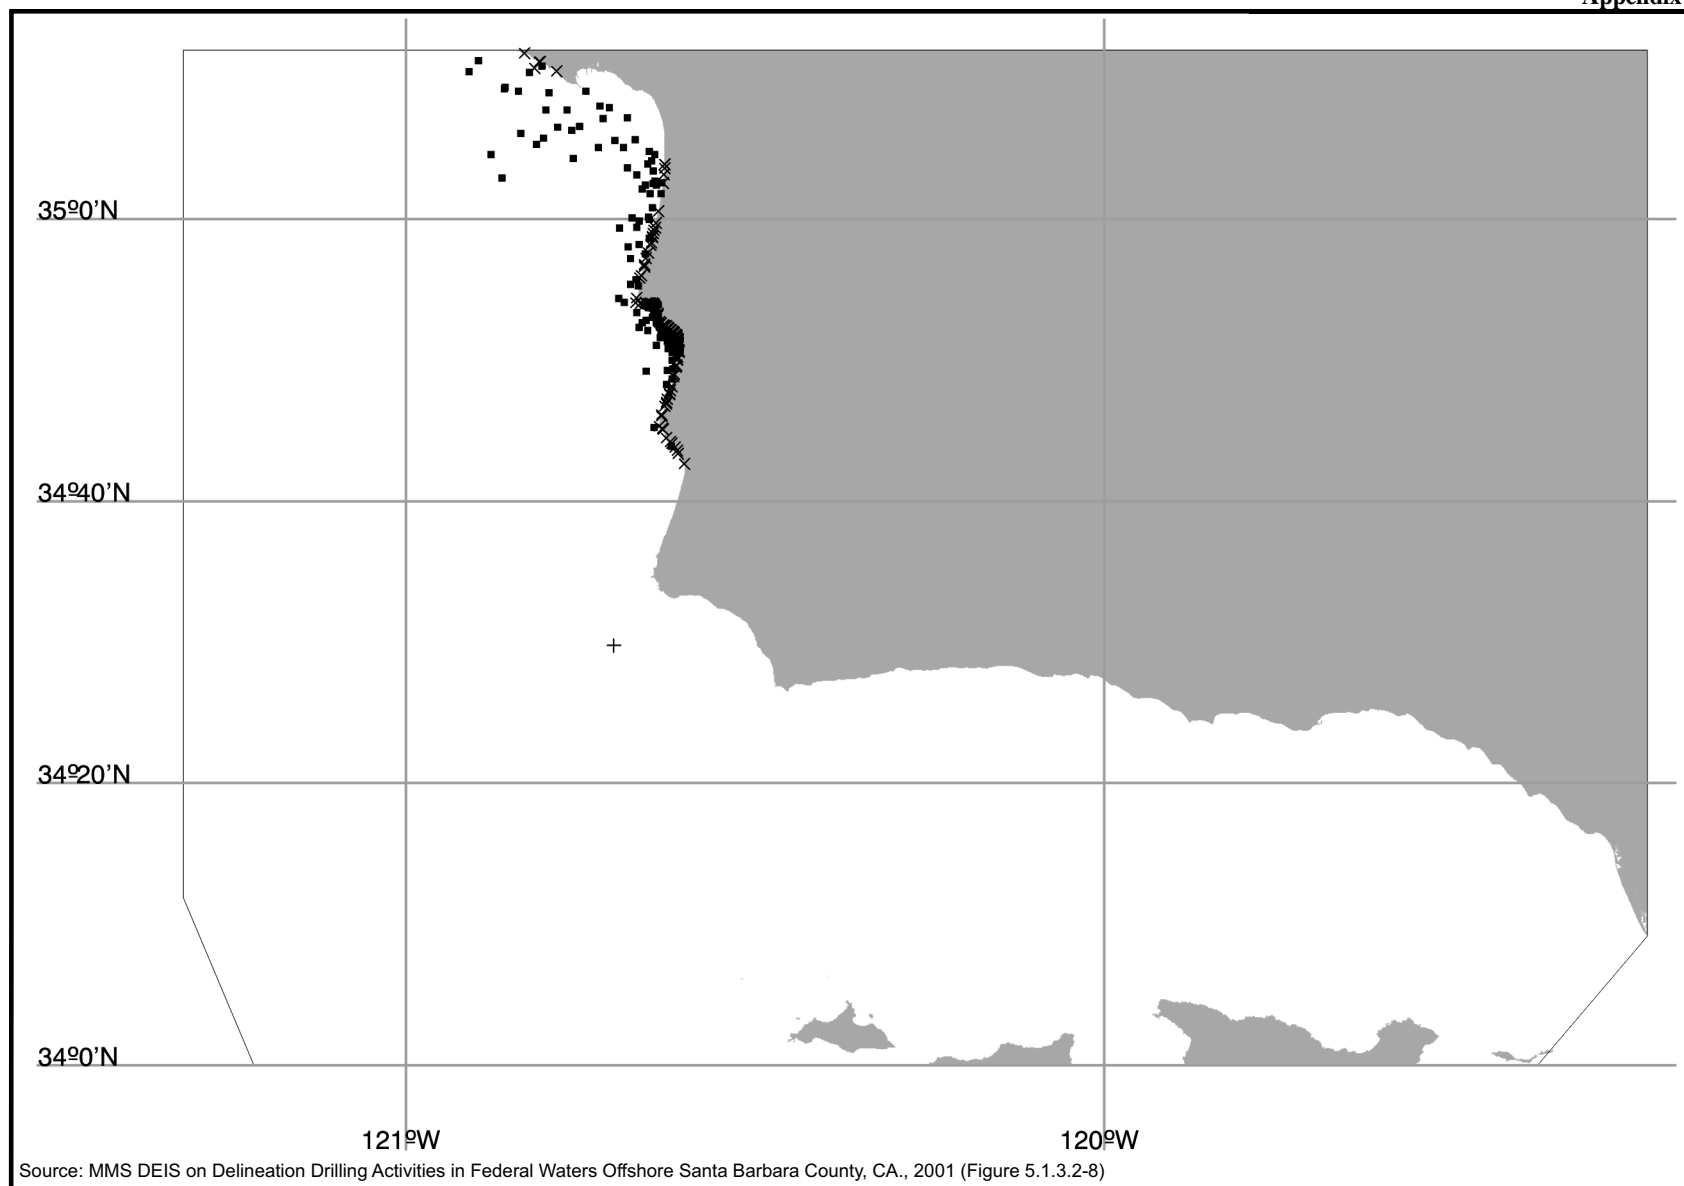 Appendix
35º0'N
34º40'N
34º20'N
34º0'N
121ºW 120ºW
Source: MMS DEIS on Delineation Drilling Activities in Federal Waters Offshore Santa Barbara County, CA., 2001 (Figure 5.1.3.2-8)